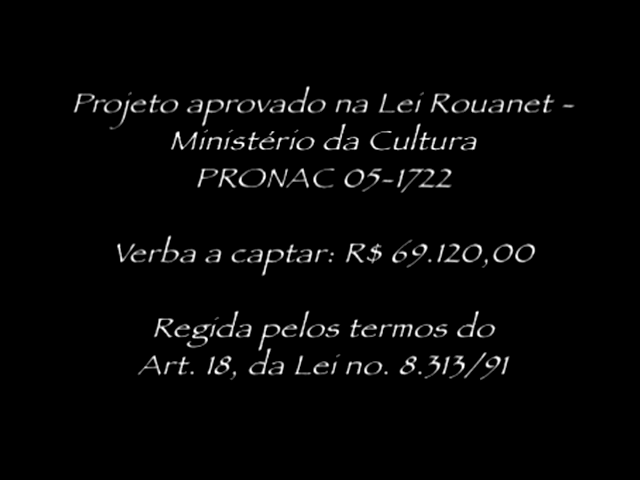 Projeto aprovado na Lei Rouanet -
Ministério da Cultura
PRONAC 05-1722
Verba a captar: R$ 69.120,00
Regida pelos termos do
Art. 18, da Lei no. 8.313/91